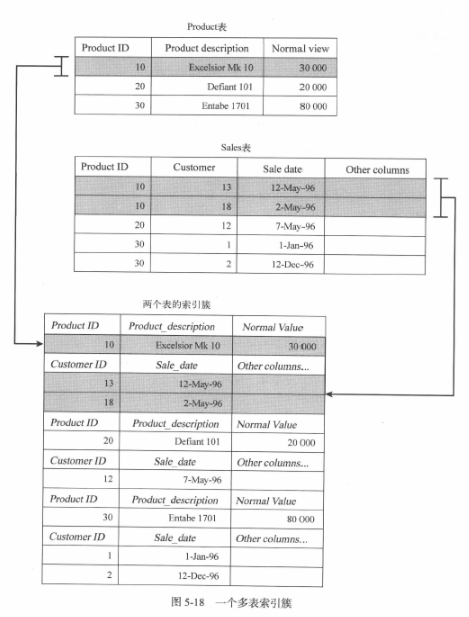 Product表
Product ID Product description Normal view
10 Excelsior Mk 10 30 000
20 Defiant 101 20 000
30 Entabe 1701 80 000
Sales表
Product ID Customer Sale date Other columns
10 13 12-May-96
10 18 2-May-96
20 12 7-May-96
30 1 1-Jan-96
30 2 12-Dec-96
两个表的索引簇
Product ID Product_description Normal Value
10 Excelsior Mk 10 30 000
Customer ID Sale_date Other columns...
13 12-May-96
18 2-May-96
Product ID Product_description Normal Value
20 Defiant 101 20 000
Customer ID Sale_date Other columns...
12 7-May-96
Product ID Product_description Normal Value
30 Entabe 1701 80 000
Customer ID Sale_date Other columns...
1 1-Jan-96
2 12-Dec-96
图 5-18 一个多表索引簇